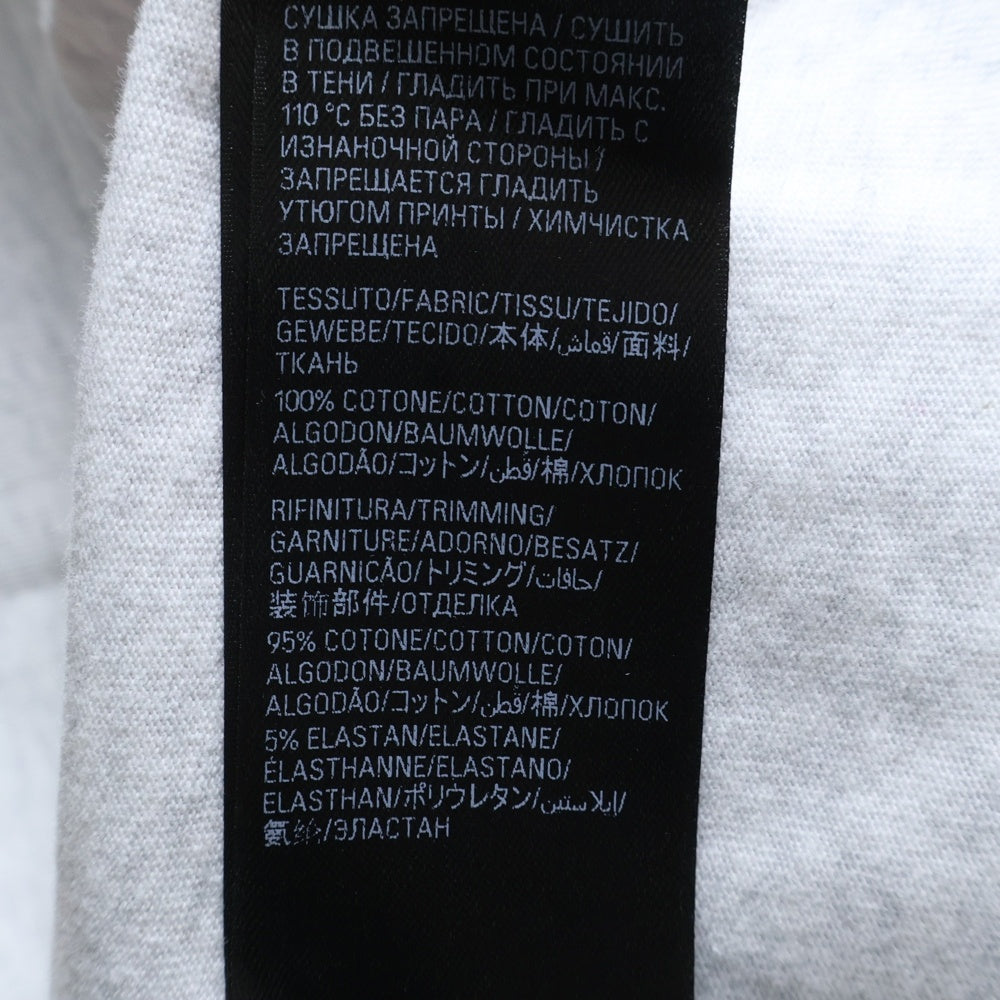 СУШКА ЗАПРЕЩЕНА / СУШИТЬ
В ПОДВЕШЕННОМ СОСТОЯНИИ
В ТЕНИ / ГЛАДИТЬ ПРИ МАКС.
110 °C БЕЗ ПАРА / ГЛАДИТЬ С
ИЗНАНОЧНОЙ СТОРОНЫ /
ЗАПРЕЩАЕТСЯ ГЛАДИТЬ
УТЮГОМ ПРИНТЫ / ХИМЧИСТКА
ЗАПРЕЩЕНА
TESSUTO/FABRIC/TISSU/TEJIDO/
GEWEBE/TECIDO/本体/قماش/面料/
ТКАНЬ
100% COTONE/COTTON/COTON/
ALGODON/BAUMWOLLE/
ALGODÃO/コットン/قطن/棉/ХЛОПОК
RIFINITURA/TRIMMING/
GARNITURE/ADORNO/BESATZ/
GUARNICÃO/トリミング/حافات/
装饰部件/ОТДЕЛКА
95% COTONE/COTTON/COTON/
ALGODON/BAUMWOLLE/
ALGODÃO/コットン/قطن/棉/ХЛОПОК
5% ELASTAN/ELASTANE/
ÉLASTHANNE/ELASTANO/
ELASTHAN/ポリウレタン/إيلاستين/
氨纶/ЭЛАСТАН